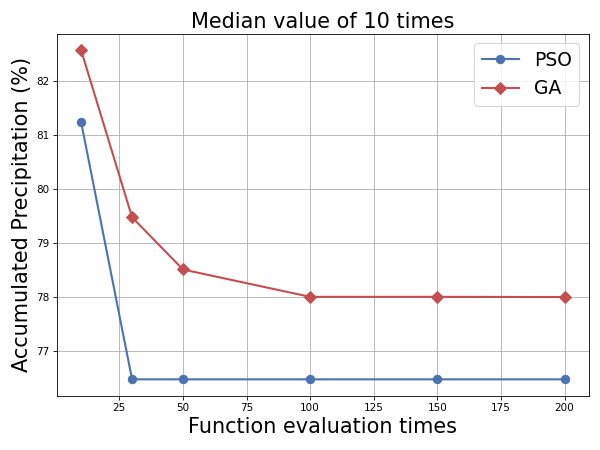 Median value of 10 times
PSO
GA
Accumulated Precipitation (%)
82
81
80
79
78
77
25 50 75 100 125 150 175 200
Function evaluation times